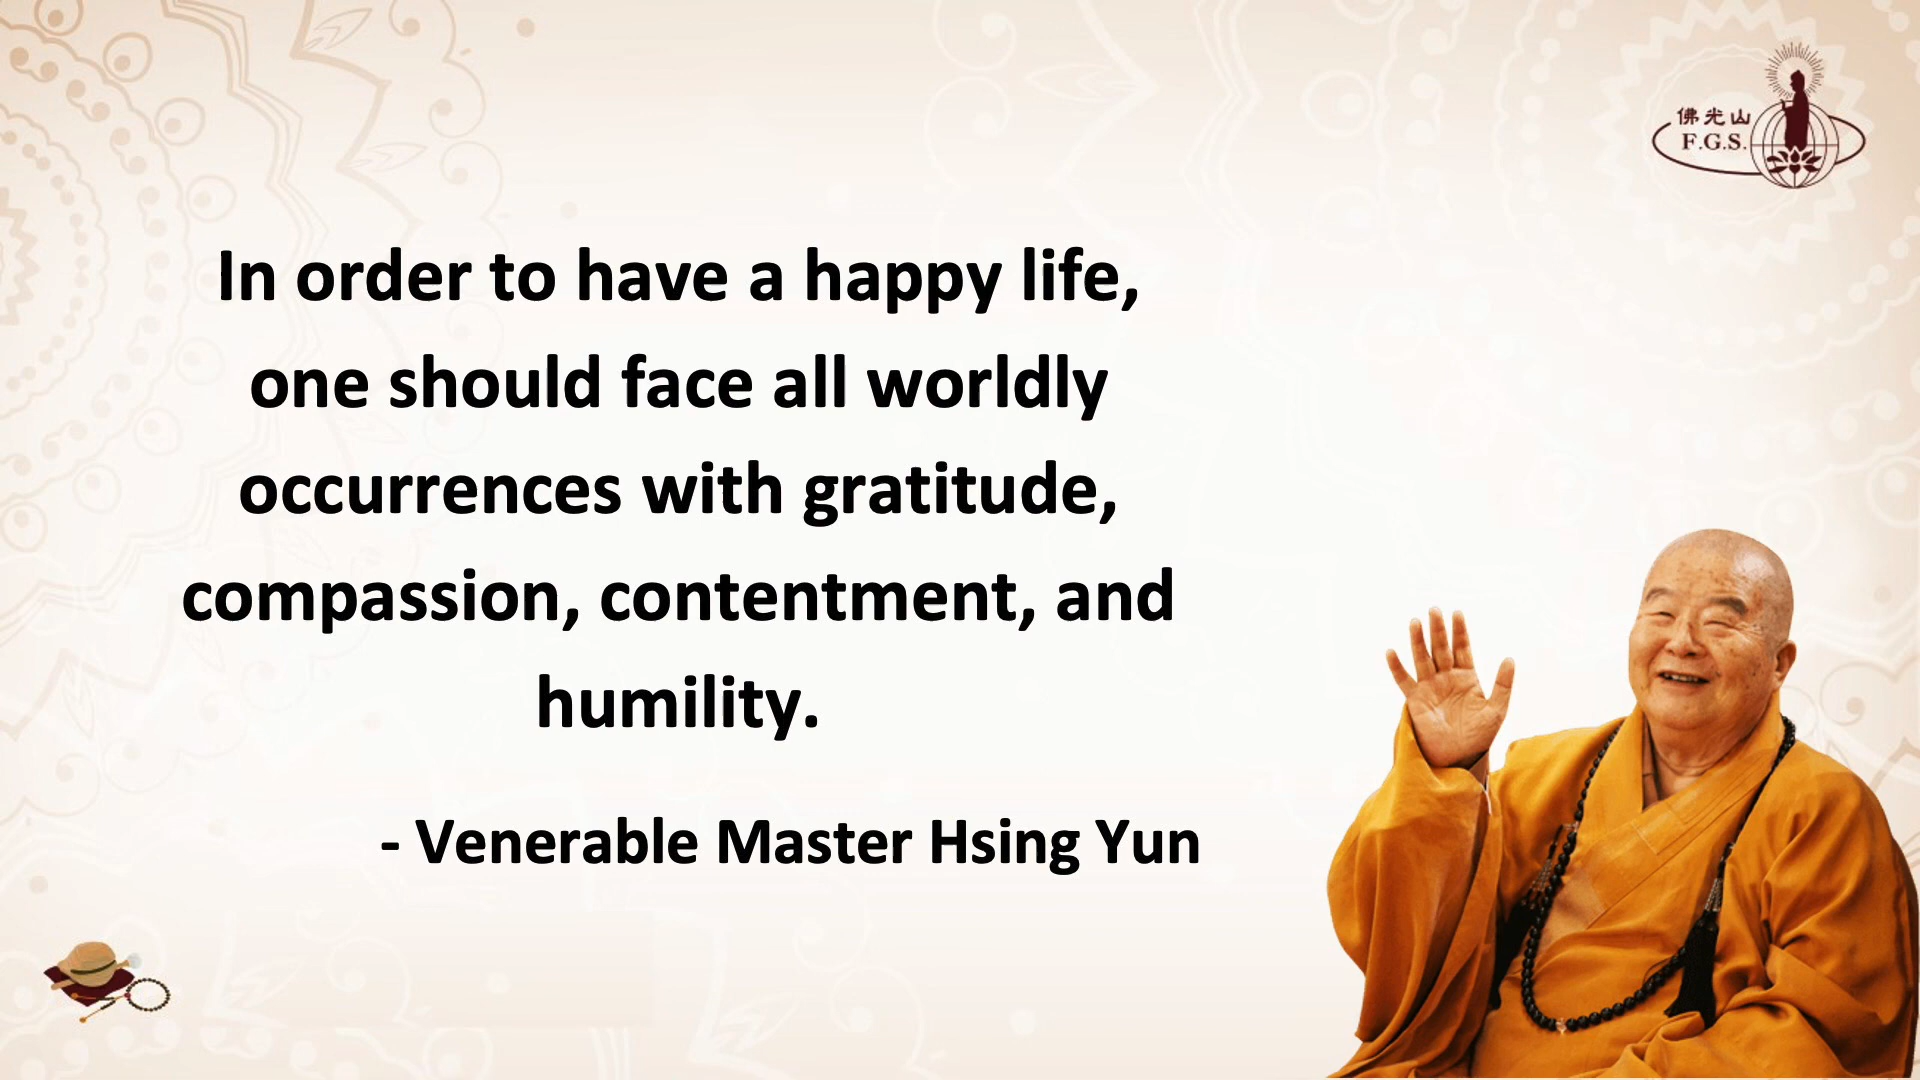 佛光山
F.G.S.
In order to have a happy life,
one should face all worldly
occurrences with gratitude,
compassion, contentment, and
humility.
- Venerable Master Hsing Yun